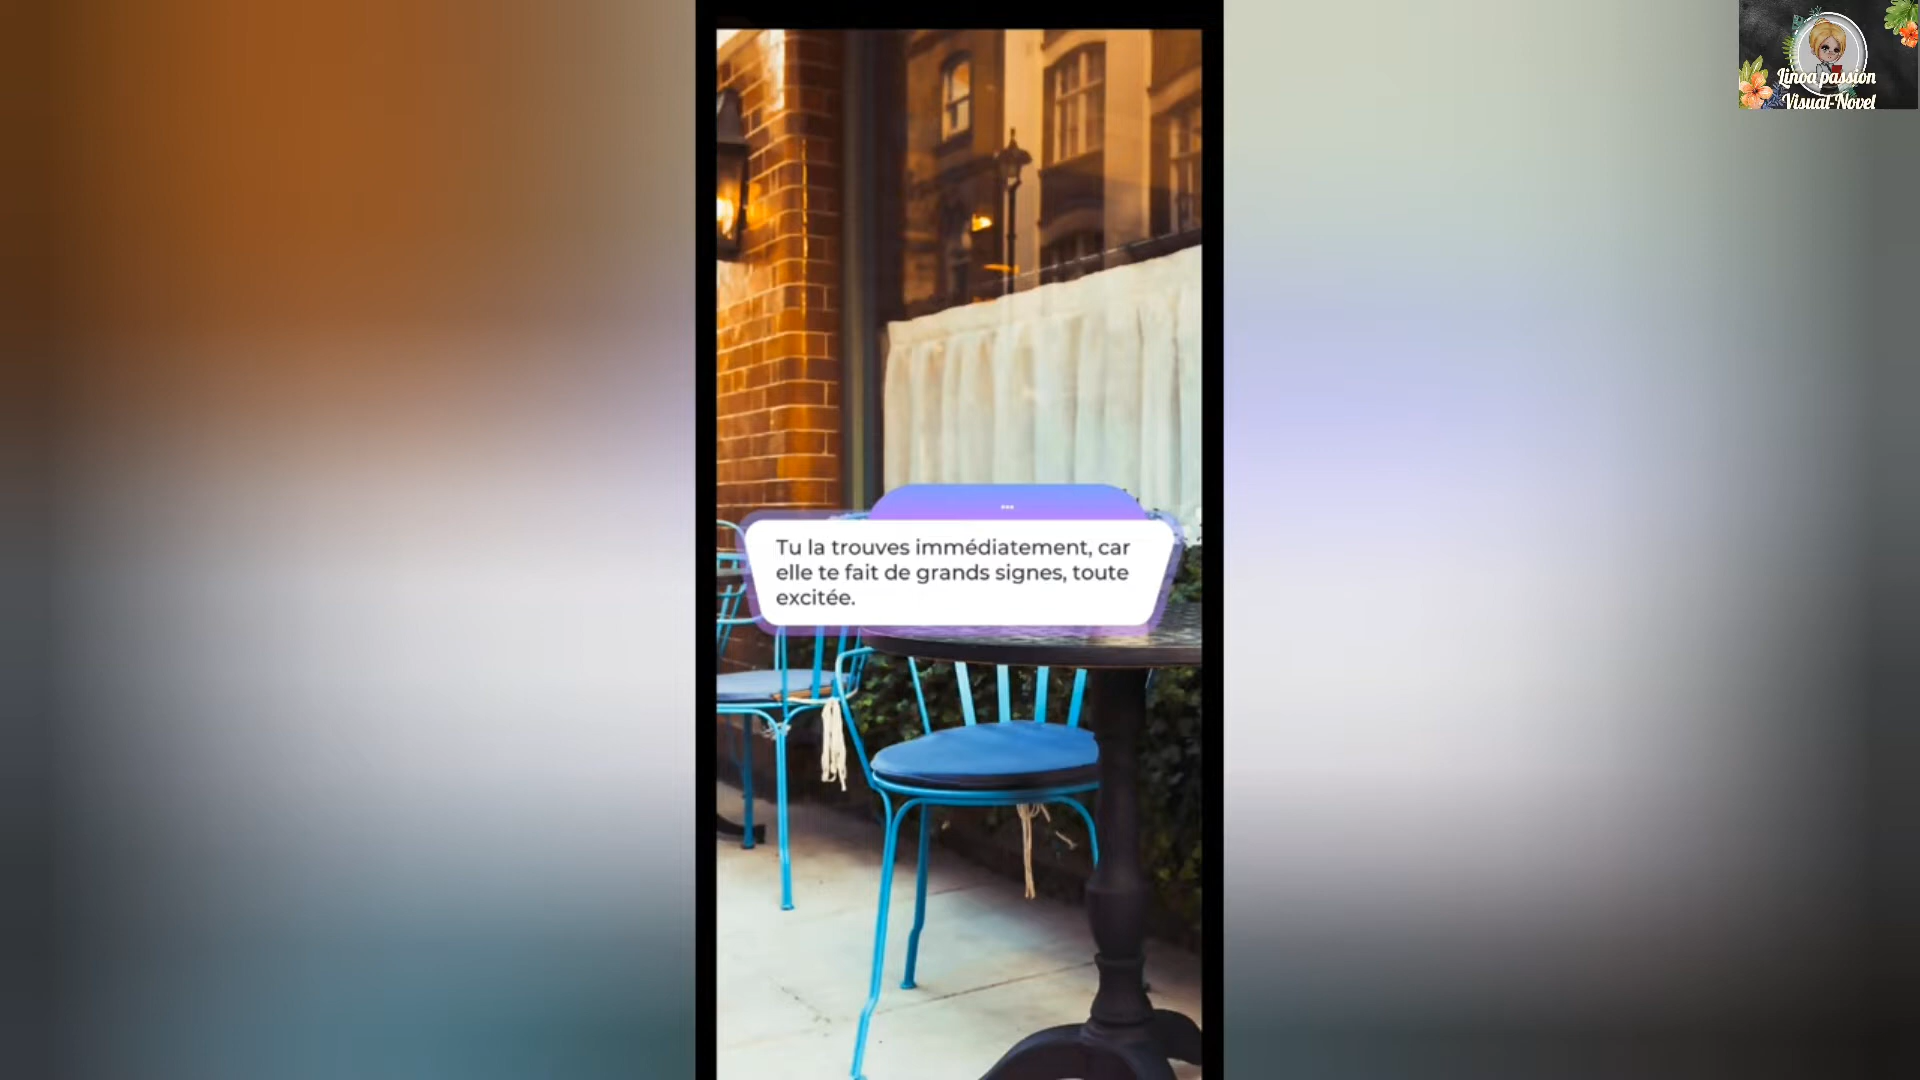 Linoa passion
Visual-Novel
...
Tu la trouves immédiatement, car
elle te fait de grands signes, toute
excitée.